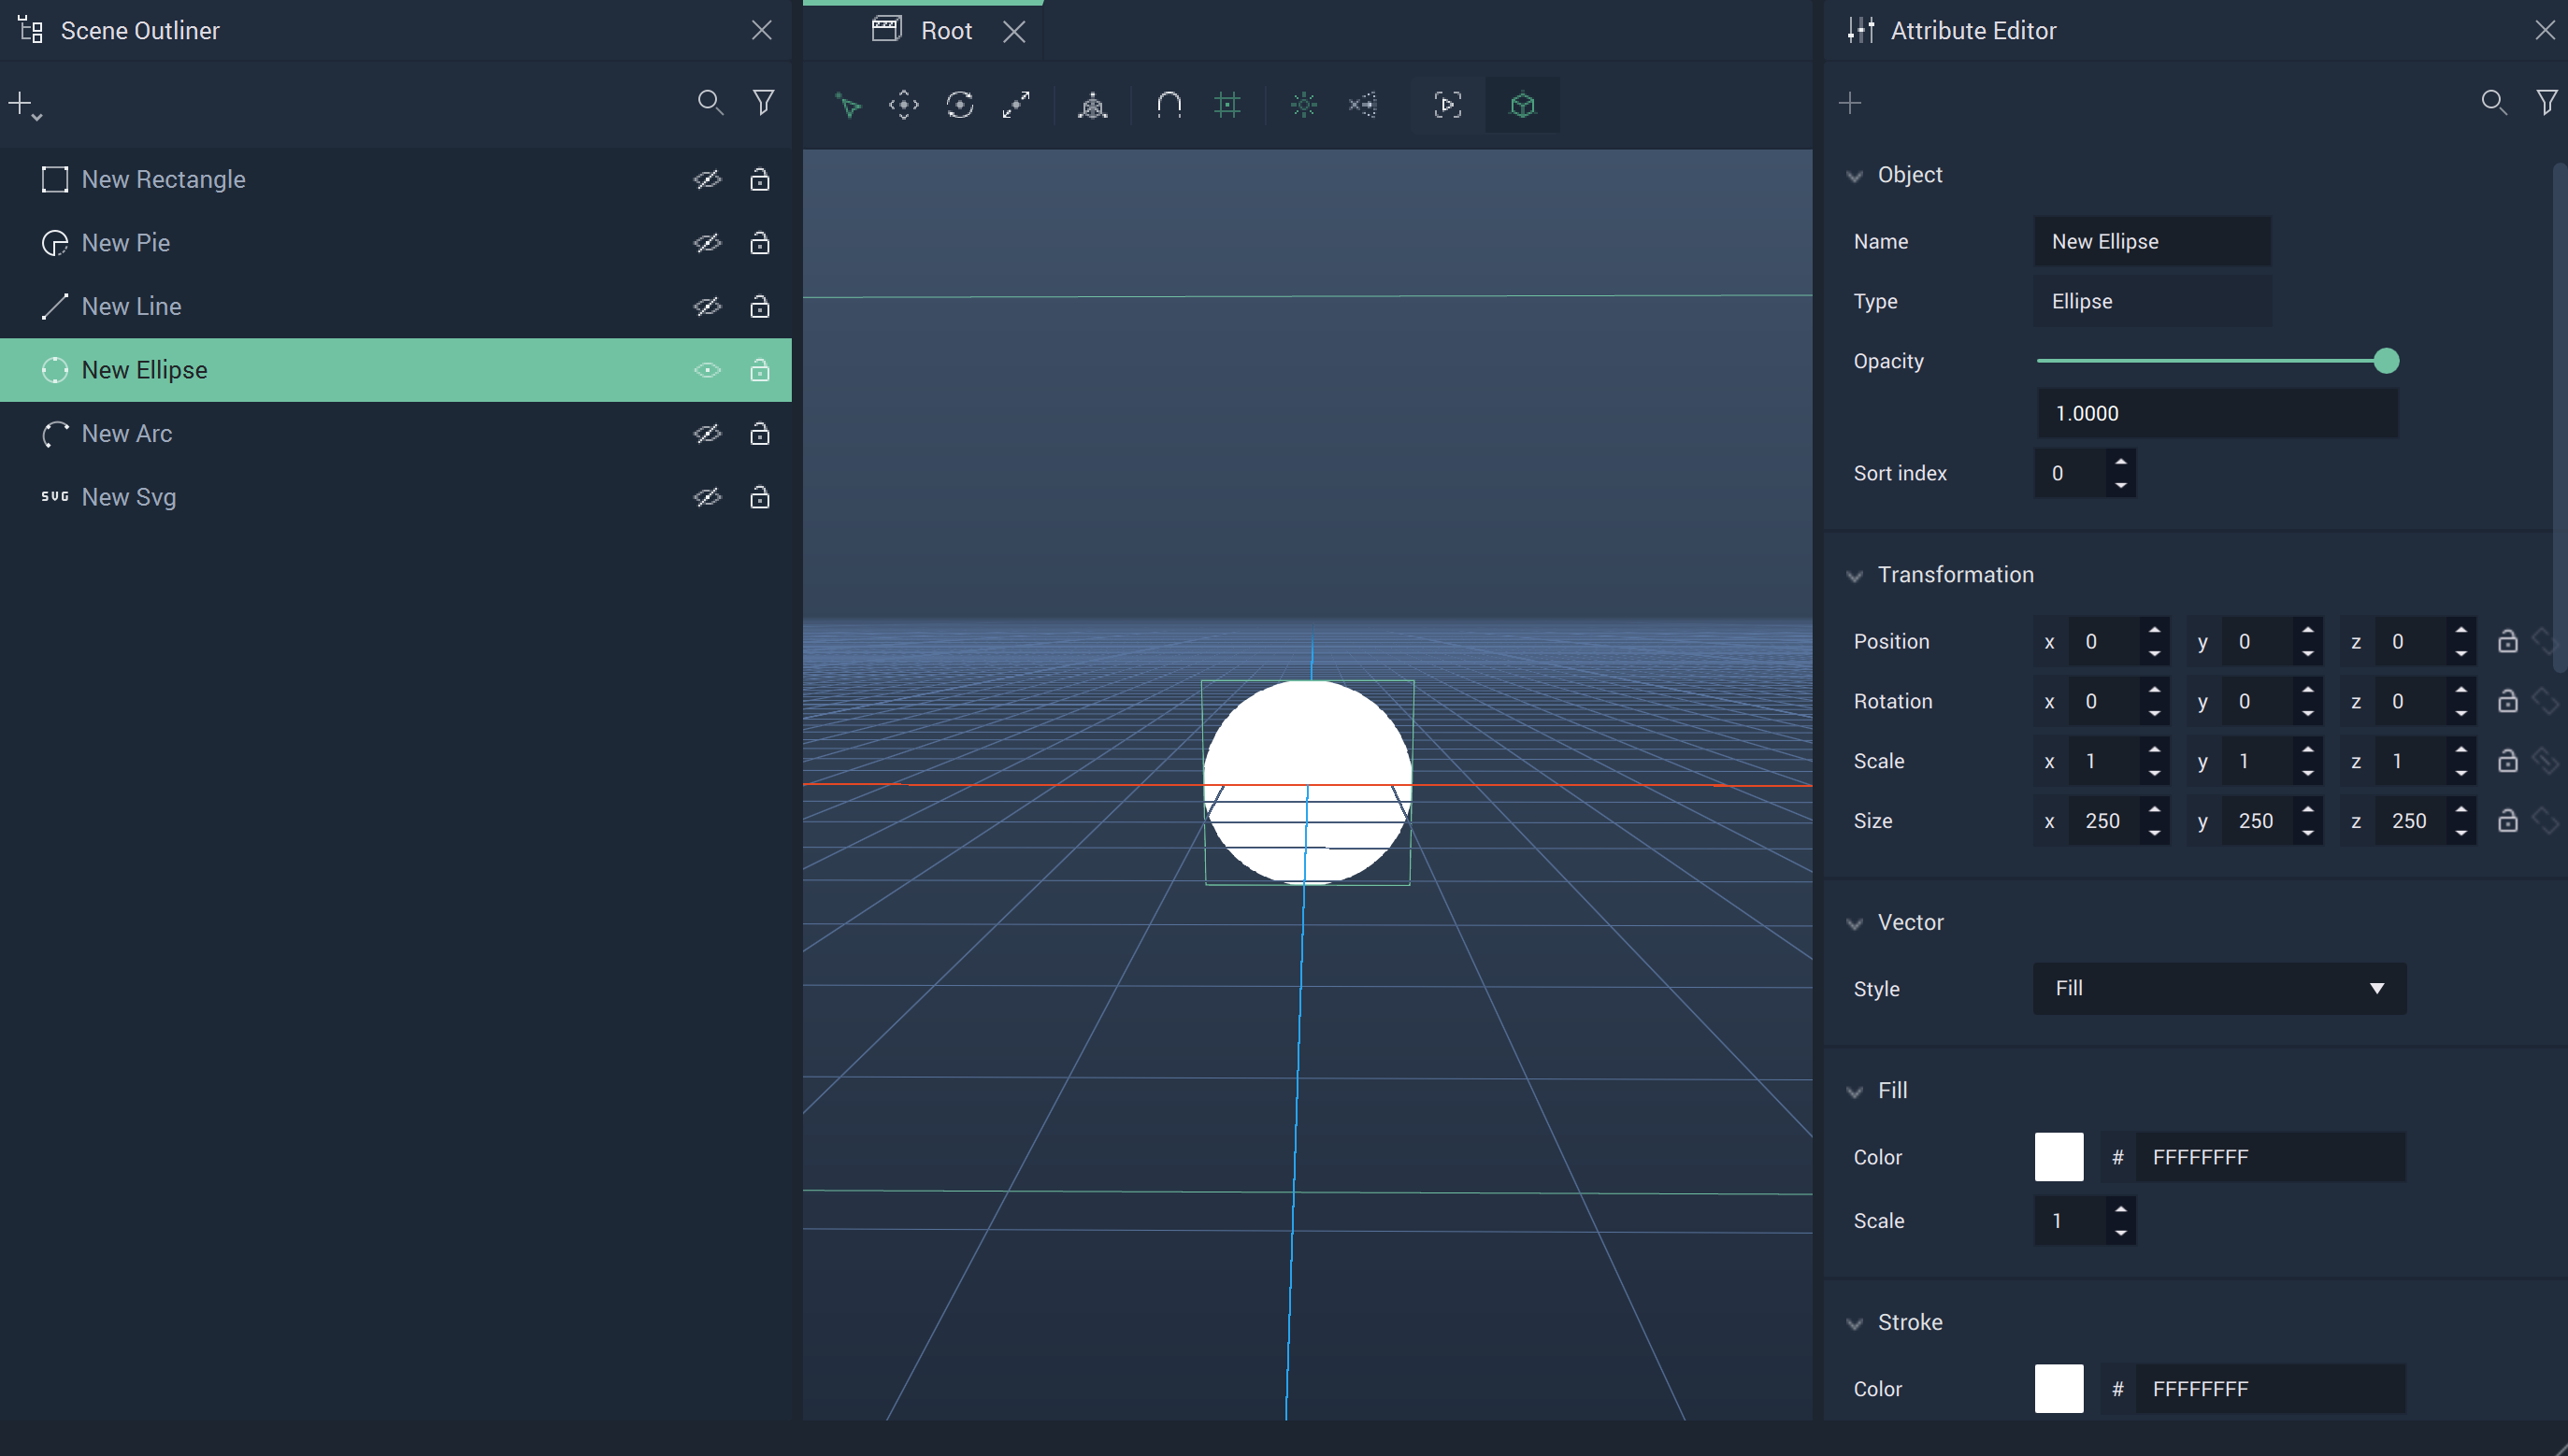 Scene Outliner
Root
Attribute Editor
New Rectangle
New Pie
New Line
New Ellipse
New Arc
SVG New Svg
Object
Name New Ellipse
Type Ellipse
Opacity
1.0000
Sort index 0
Transformation
Position x 0 y 0 z 0
Rotation x 0 y 0 z 0
Scale x 1 y 1 z 1
Size x 250 y 250 z 250
Vector
Style Fill
Fill
Color # FFFFFFFF
Scale 1
Stroke
Color # FFFFFFFF